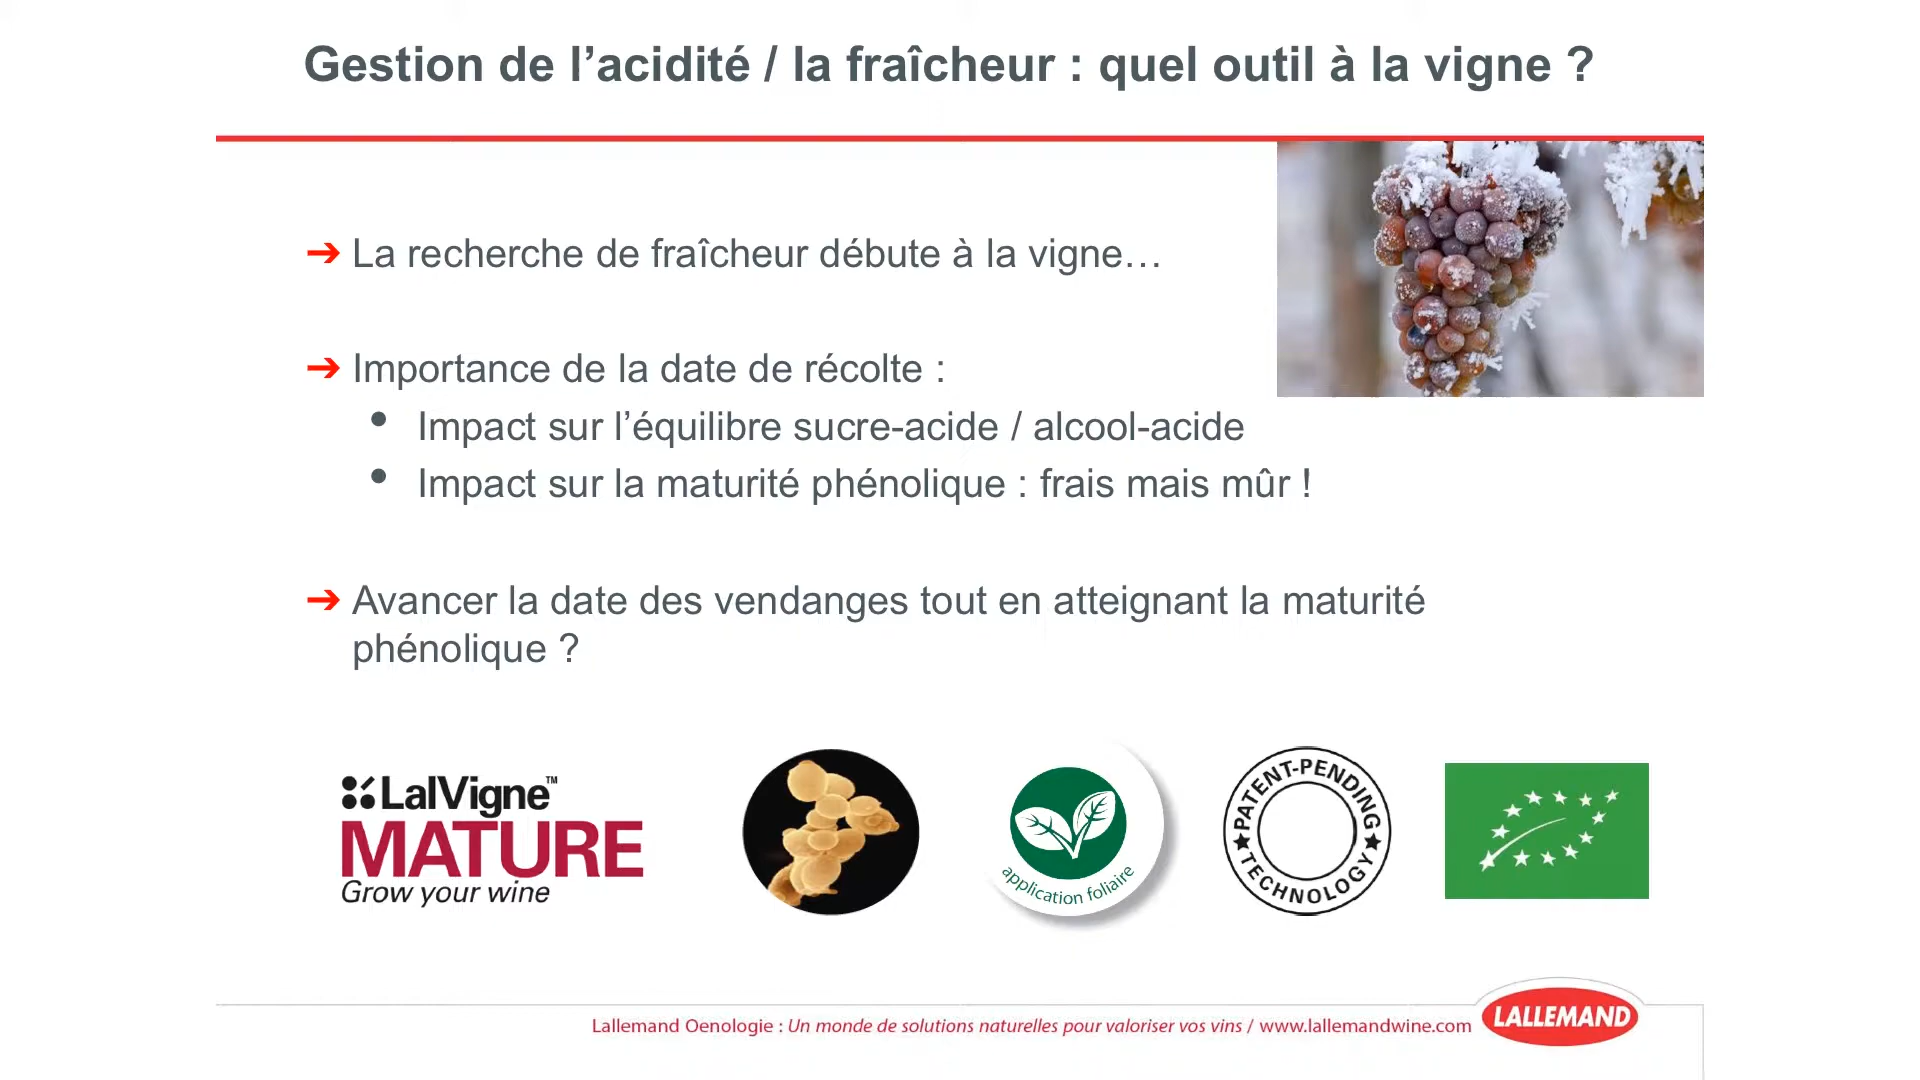 Gestion de l’acidité / la fraîcheur : quel outil à la vigne ?
➔ La recherche de fraîcheur débute à la vigne…
➔ Importance de la date de récolte :
• Impact sur l’équilibre sucre-acide / alcool-acide
• Impact sur la maturité phénolique : frais mais mûr !
➔ Avancer la date des vendanges tout en atteignant la maturité
phénolique ?
LalVigne™
MATURE
Grow your wine
application foliaire
PATENT-PENDING
★ TECHNOLOGY ★
Lallemand Oenologie : Un monde de solutions naturelles pour valoriser vos vins / www.lallemandwine.com
LALLEMAND